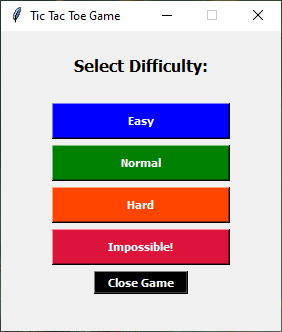 Tic Tac Toe Game
Select Difficulty:
Easy
Normal
Hard
Impossible!
Close Game